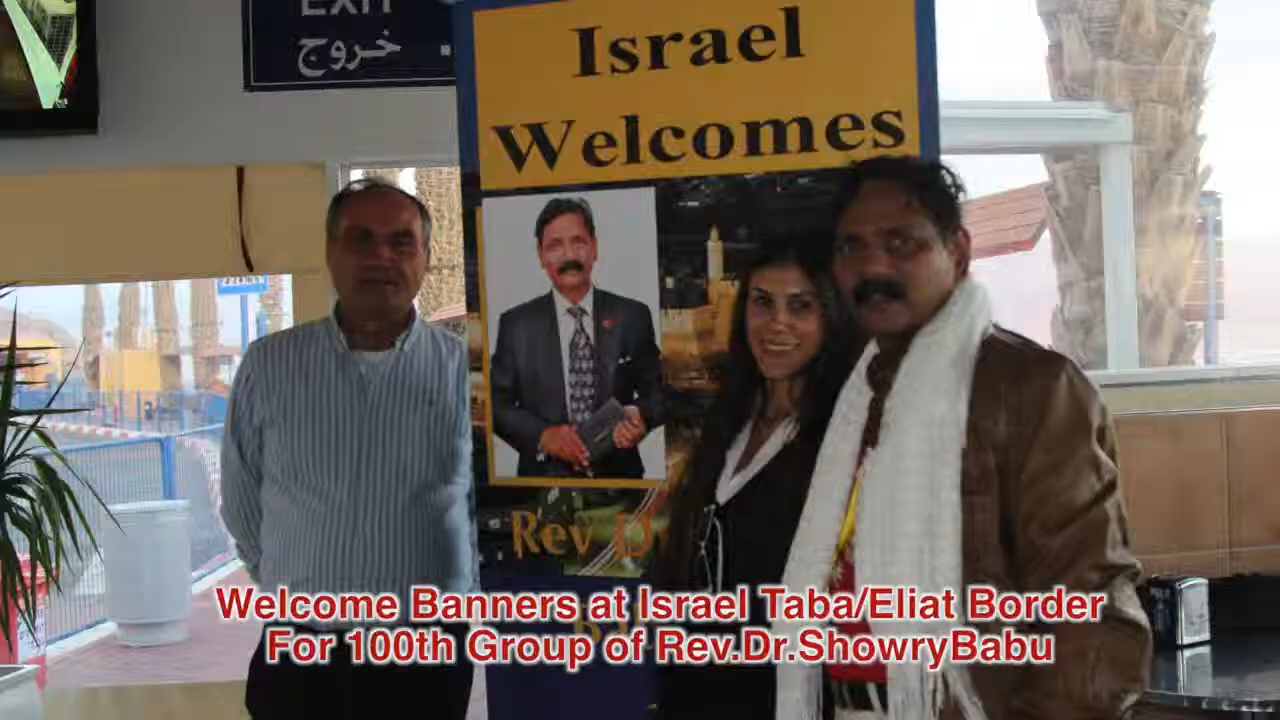 EXIT
خروج
Israel
Welcomes
Rev D
Welcome Banners at Israel Taba/Eliat Border
For 100th Group of Rev.Dr.ShowryBabu